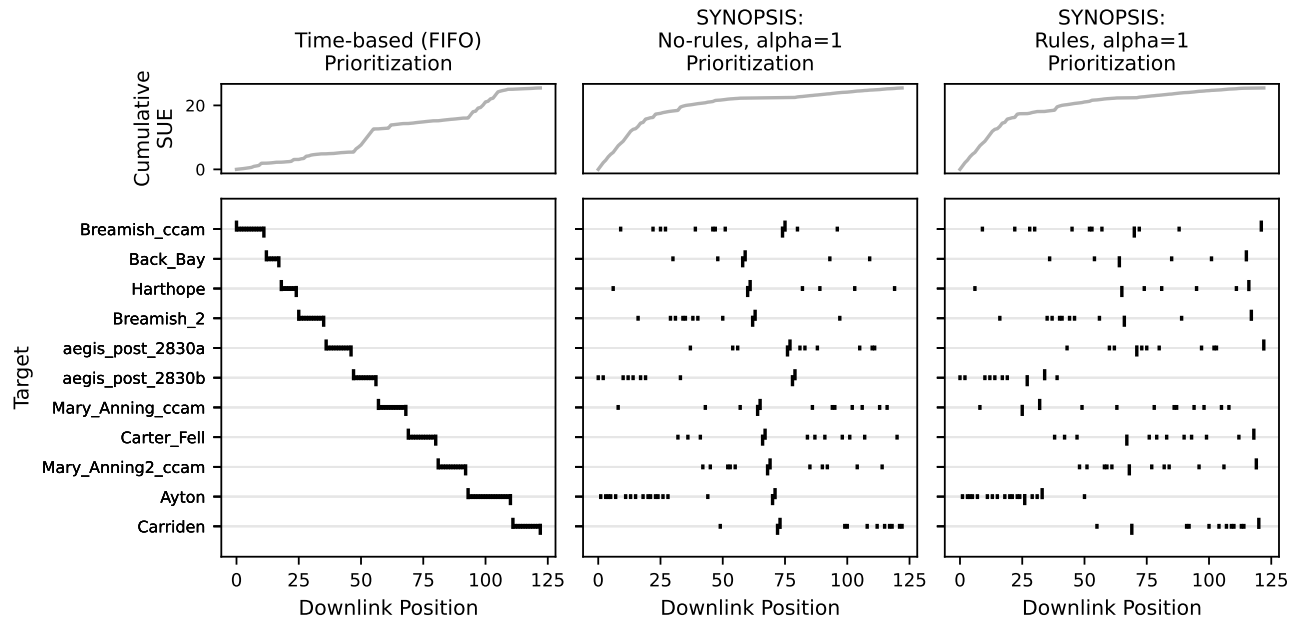 Time-based (FIFO)
Prioritization
SYNOPSIS:
No-rules, alpha=1
Prioritization
SYNOPSIS:
Rules, alpha=1
Prioritization
Cumulative
SUE
20
0
Target
Breamish_ccam
Back_Bay
Harthope
Breamish_2
aegis_post_2830a
aegis_post_2830b
Mary_Anning_ccam
Carter_Fell
Mary_Anning2_ccam
Ayton
Carriden
0 25 50 75 100 125
0 25 50 75 100 125
0 25 50 75 100 125
Downlink Position
Downlink Position
Downlink Position